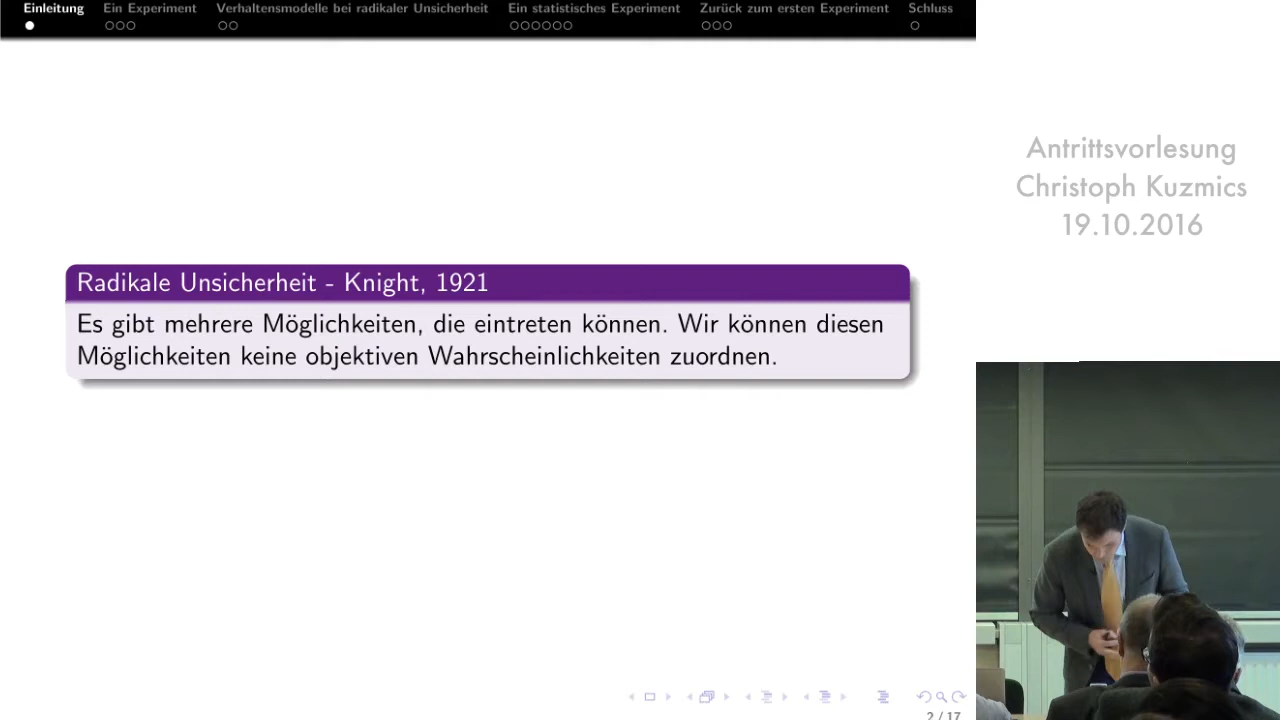 Einleitung Ein Experiment Verhaltensmodelle bei radikaler Unsicherheit Ein statistisches Experiment Zurück zum ersten Experiment Schluss
Antrittsvorlesung
Christoph Kuzmics
19.10.2016
Radikale Unsicherheit - Knight, 1921
Es gibt mehrere Möglichkeiten, die eintreten können. Wir können diesen
Möglichkeiten keine objektiven Wahrscheinlichkeiten zuordnen.
2 / 17